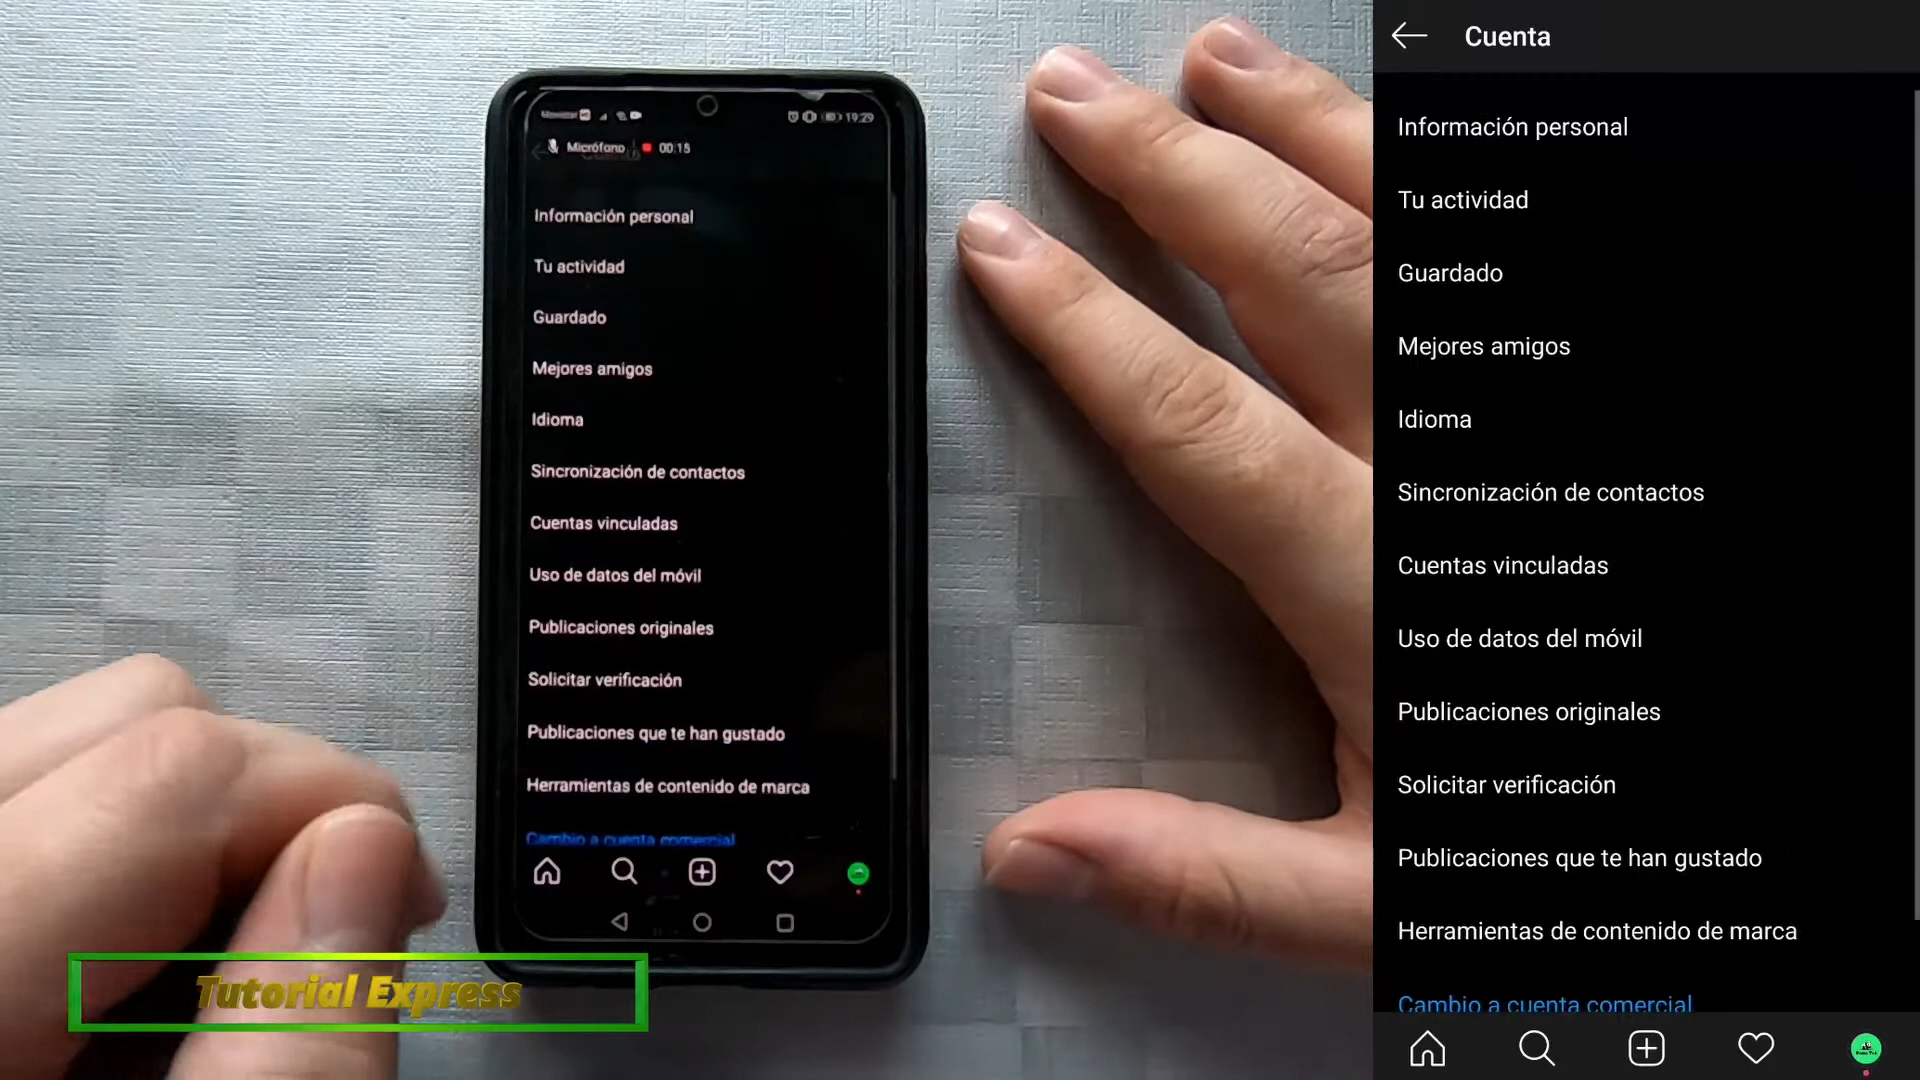 Movistar
19:29
Micrófono
00:15
Información personal
Tu actividad
Guardado
Mejores amigos
Idioma
Sincronización de contactos
Cuentas vinculadas
Uso de datos del móvil
Publicaciones originales
Solicitar verificación
Publicaciones que te han gustado
Herramientas de contenido de marca
Cambio a cuenta comercial
Tutorial Express
Cuenta
Información personal
Tu actividad
Guardado
Mejores amigos
Idioma
Sincronización de contactos
Cuentas vinculadas
Uso de datos del móvil
Publicaciones originales
Solicitar verificación
Publicaciones que te han gustado
Herramientas de contenido de marca
Cambio a cuenta comercial